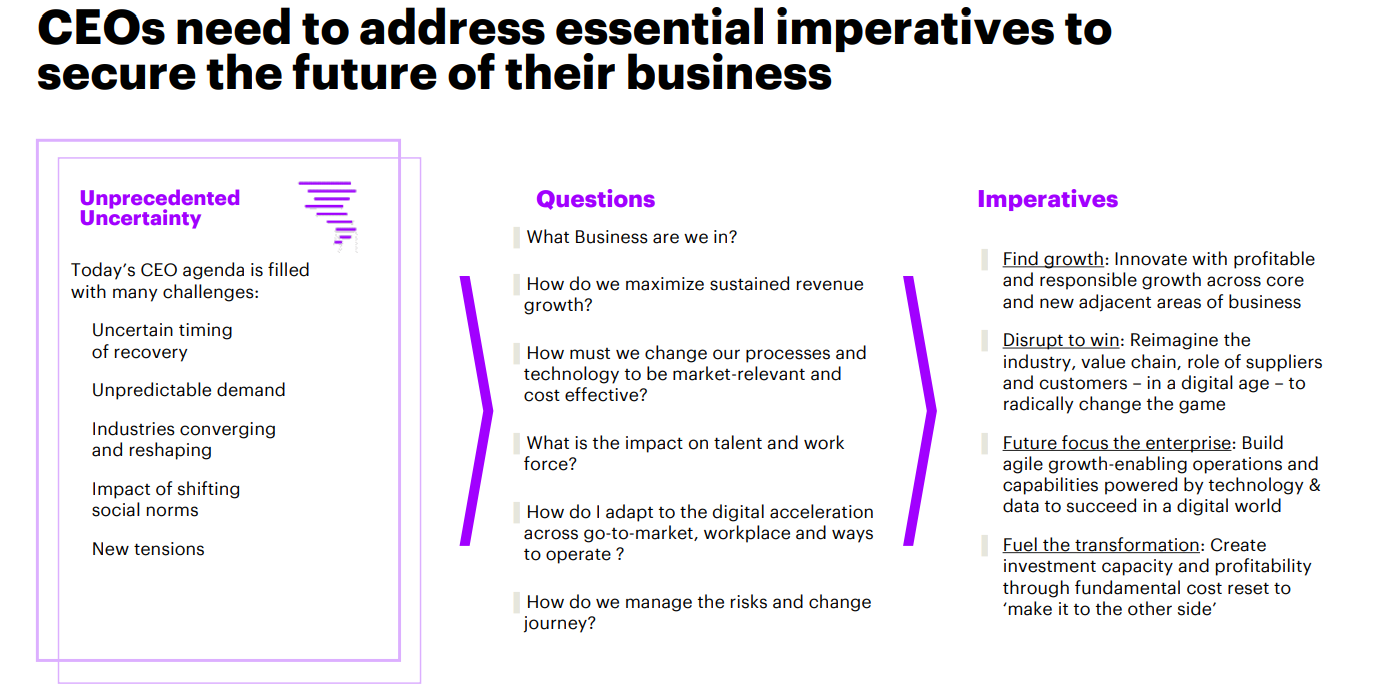 CEOs need to address essential imperatives to
secure the future of their business
Unprecedented
Uncertainty
Today’s CEO agenda is filled
with many challenges:
Uncertain timing
of recovery
Unpredictable demand
Industries converging
and reshaping
Impact of shifting
social norms
New tensions
Questions
What Business are we in?
How do we maximize sustained revenue
growth?
How must we change our processes and
technology to be market-relevant and
cost effective?
What is the impact on talent and work
force?
How do I adapt to the digital acceleration
across go-to-market, workplace and ways
to operate ?
How do we manage the risks and change
journey?
Imperatives
Find growth: Innovate with profitable
and responsible growth across core
and new adjacent areas of business
Disrupt to win: Reimagine the
industry, value chain, role of suppliers
and customers – in a digital age – to
radically change the game
Future focus the enterprise: Build
agile growth-enabling operations and
capabilities powered by technology &
data to succeed in a digital world
Fuel the transformation: Create
investment capacity and profitability
through fundamental cost reset to
‘make it to the other side’